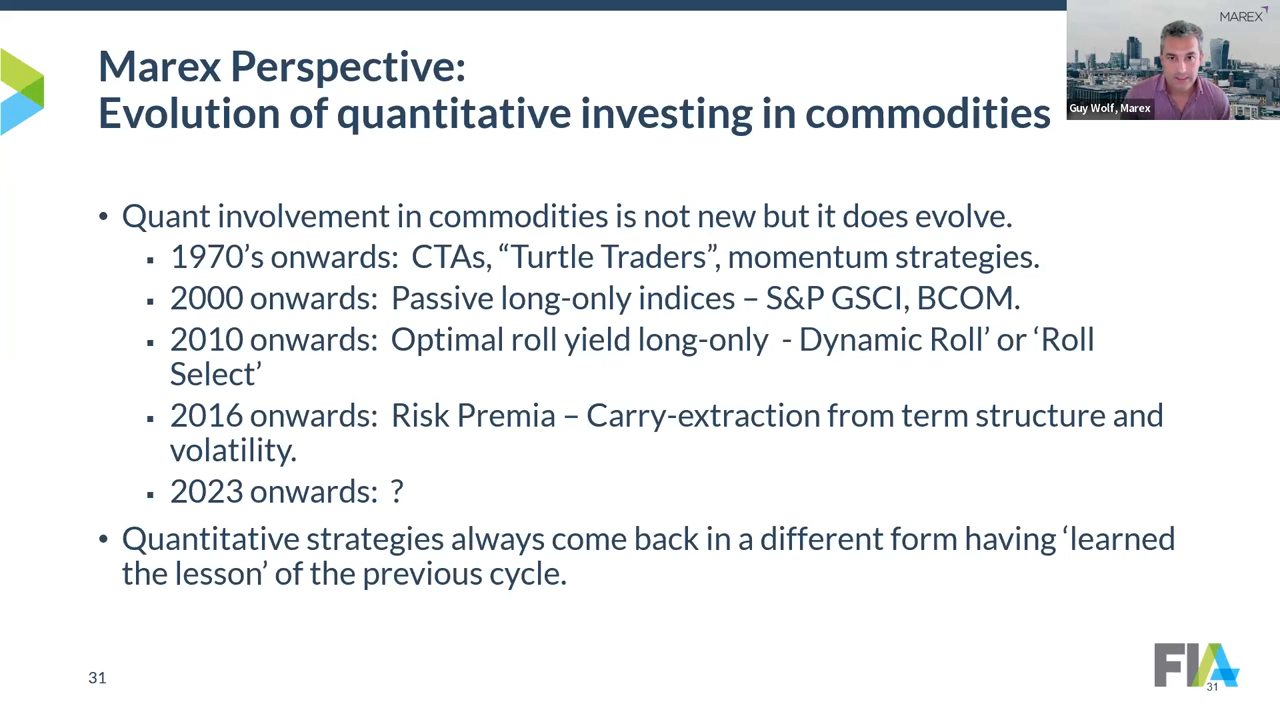 Marex Perspective:
Evolution of quantitative investing in commodities
MAREX
Guy Wolf, Marex
• Quant involvement in commodities is not new but it does evolve.
▪ 1970’s onwards: CTAs, “Turtle Traders”, momentum strategies.
▪ 2000 onwards: Passive long-only indices – S&P GSCI, BCOM.
▪ 2010 onwards: Optimal roll yield long-only - Dynamic Roll’ or ‘Roll
Select’
▪ 2016 onwards: Risk Premia – Carry-extraction from term structure and
volatility.
▪ 2023 onwards: ?
• Quantitative strategies always come back in a different form having ‘learned
the lesson’ of the previous cycle.
31
FIA
31